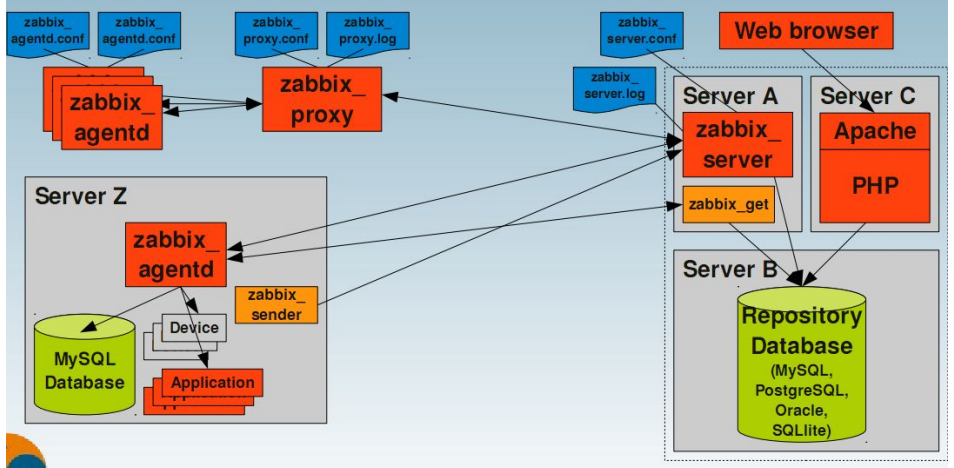 zabbix_
agentd.conf
zabbix_
agentd.conf
zabbix_
proxy.conf
zabbix_
proxy.log
zabbix_
server.conf
Web browser
zabbix_
agentd
zabbix_
proxy
zabbix_
server.log
Server A
zabbix_
server
zabbix_get
Server C
Apache
PHP
Server Z
zabbix_
agentd
zabbix_
sender
MySQL
Database
Device
Application
Server B
Repository
Database
(MySQL,
PostgreSQL,
Oracle,
SQLlite)